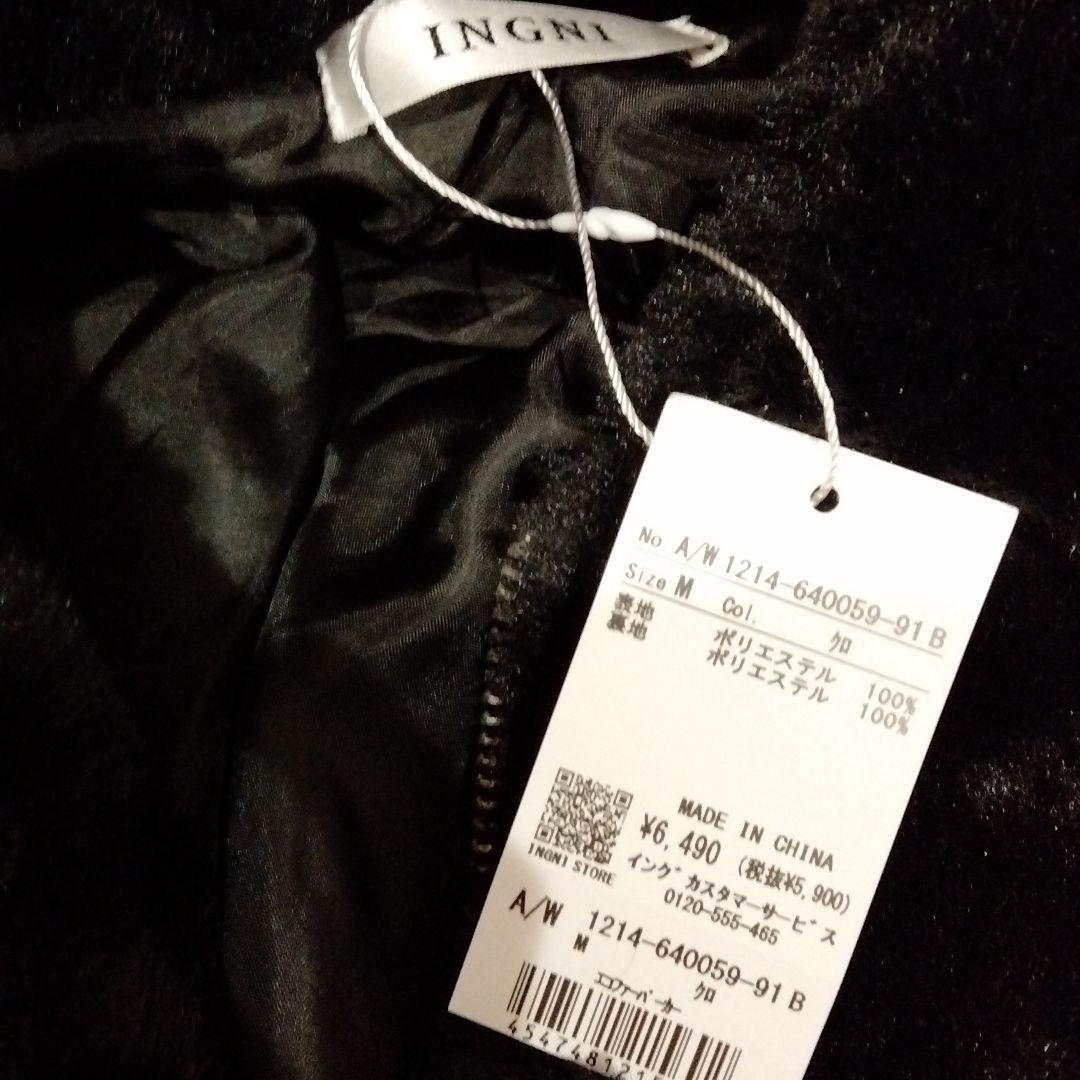 INGNI
No A/W 1214-640059-91 B
Size M Col. ｸﾛ
表地 ポリエステル 100%
裏地 ポリエステル 100%
MADE IN CHINA
¥6,490 (税抜¥5,900)
イングﾞカスタマーサービﾞス
0120-555-465
INGNI STORE
A/W 1214-640059-91 B
M ｸﾛ
ｴｺﾌｧｰﾊﾟｰｶｰ
454748121